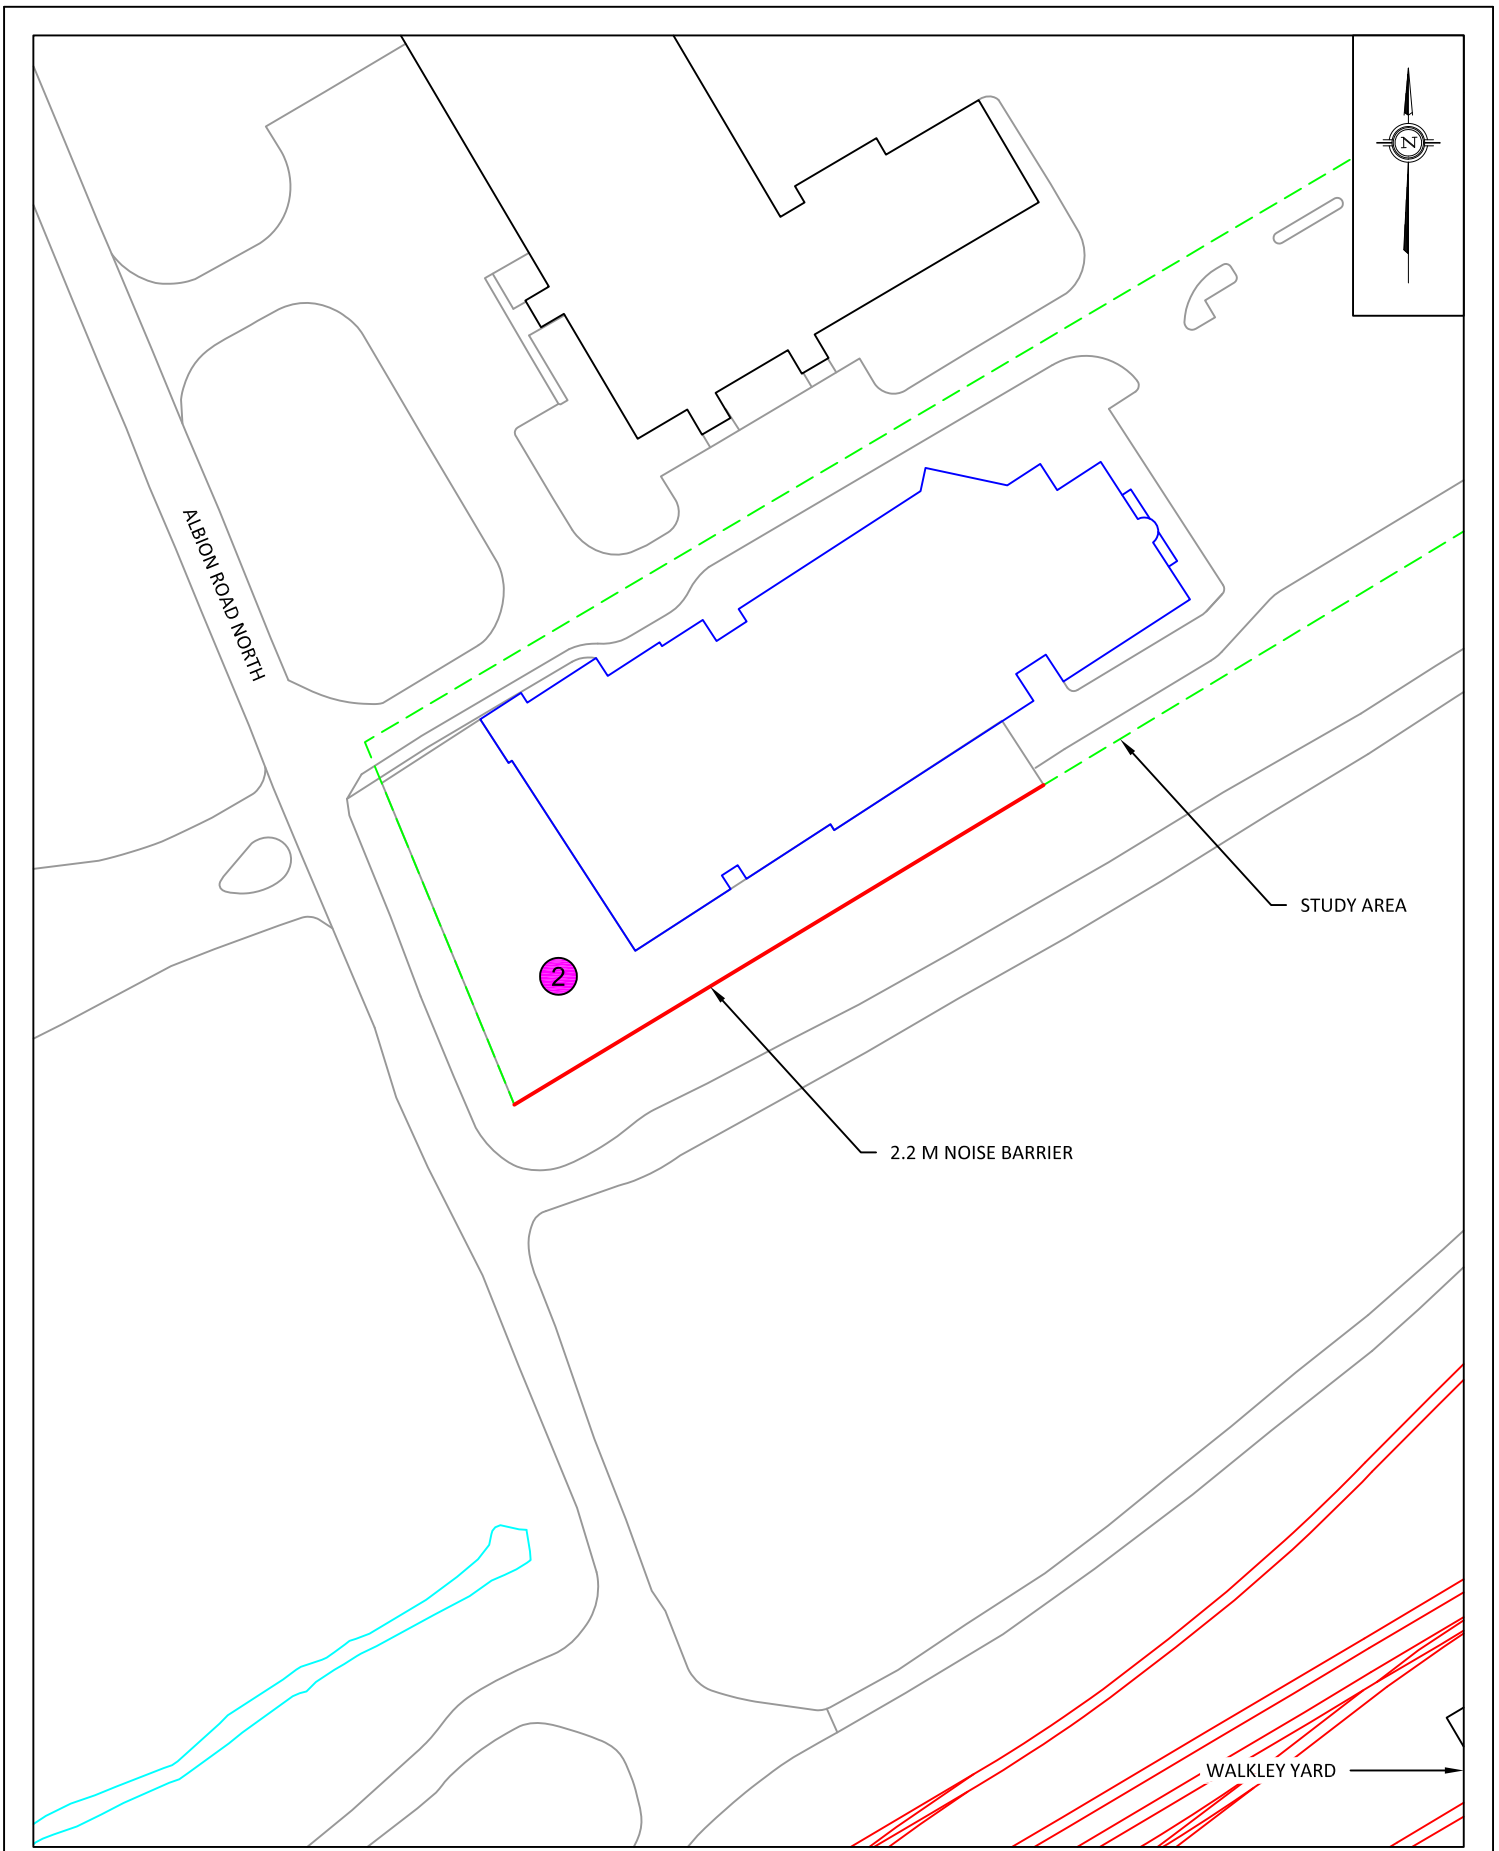 N
ALBION ROAD NORTH
STUDY AREA
2
2.2 M NOISE BARRIER
WALKLEY YARD